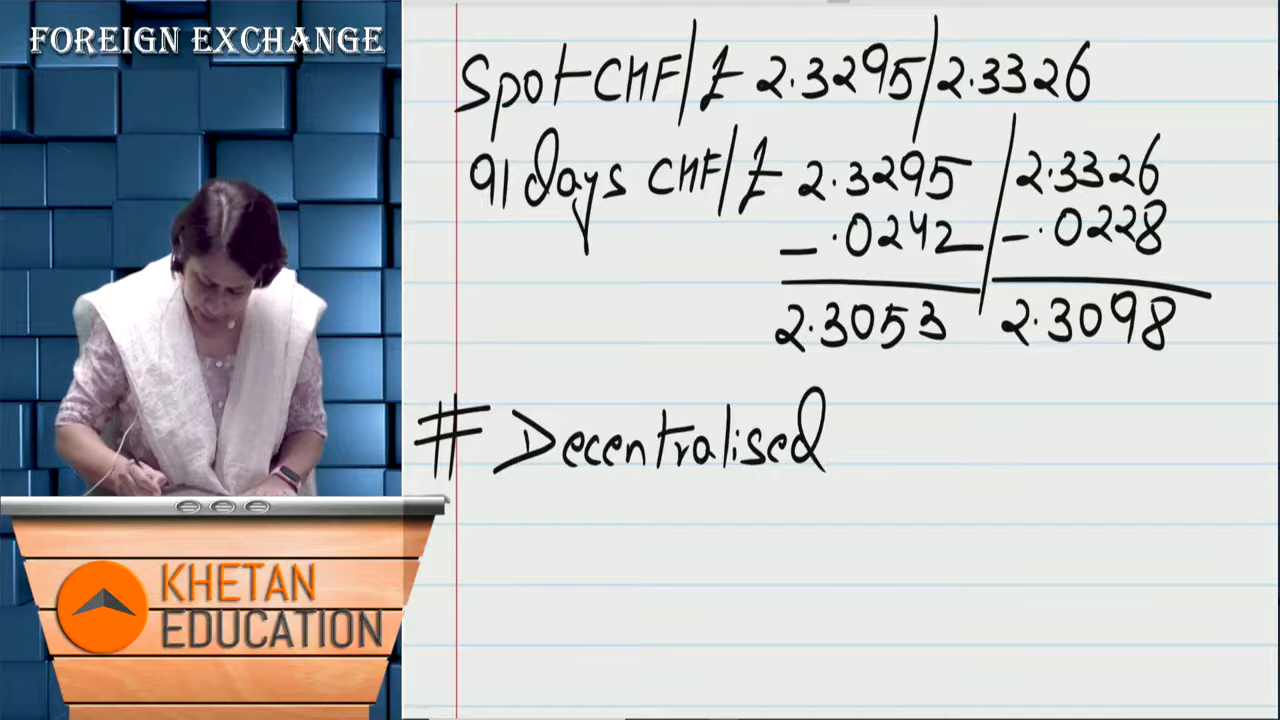 FOREIGN EXCHANGE
Spot CHF/£ 2.3295/2.3326
91 days CHF/£ 2.3295/2.3326
- .0242 - .0228
2.3053 2.3098
# Decentralised
KHETAN
EDUCATION